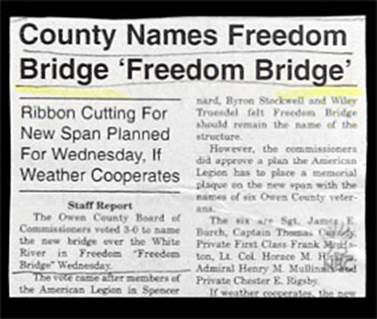 County Names Freedom
Bridge ‘Freedom Bridge’
Ribbon Cutting For
New Span Planned
For Wednesday, If
Weather Cooperates
Staff Report
The Owen County Board of
Commissioners voted 3-0 to name
the new bridge over the White
River in Freedom "Freedom
Bridge" Wednesday.
The vote came after members of
the American Legion in Spencer
nard, Byron Stockwell and Wiley
Truesdel felt Freedom Bridge
should remain the name of the
structure.
However, the commissioners
did approve a plan the American
Legion has to place a memorial
plaque on the new span with the
names of six Owen County veter-
ans.
The six are Sgt. James E.
Burch, Captain Thomas
Private First Class Frank
ton, Lt. Col. Horace M.
Admiral Henry M. Mullins
Private Chester E. Rigsby.
If weather cooperates, the new